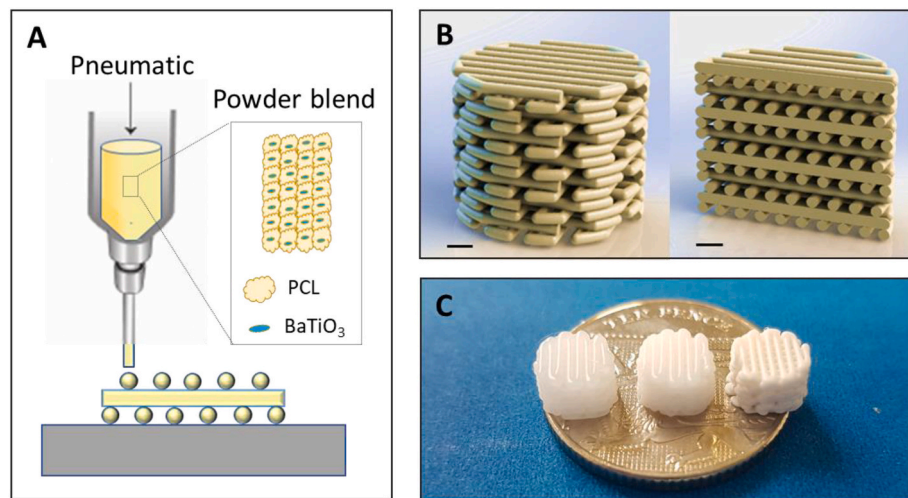 A
Pneumatic
Powder blend
PCL
BaTiO₃
B
C